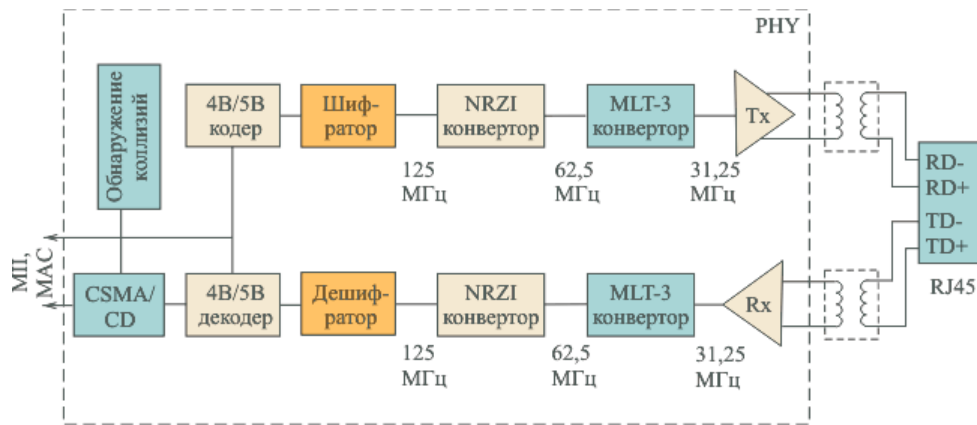 PHY
Обнаружение
коллизий
4B/5B
кодер
Шиф-
ратор
NRZI
конвертор
MLT-3
конвертор
Tx
125
МГц
62,5
МГц
31,25
МГц
RD-
RD+
TD-
TD+
RJ45
MII,
MAC
CSMA/
CD
4B/5B
декодер
Дешиф-
ратор
NRZI
конвертор
MLT-3
конвертор
Rx
125
МГц
62,5
МГц
31,25
МГц